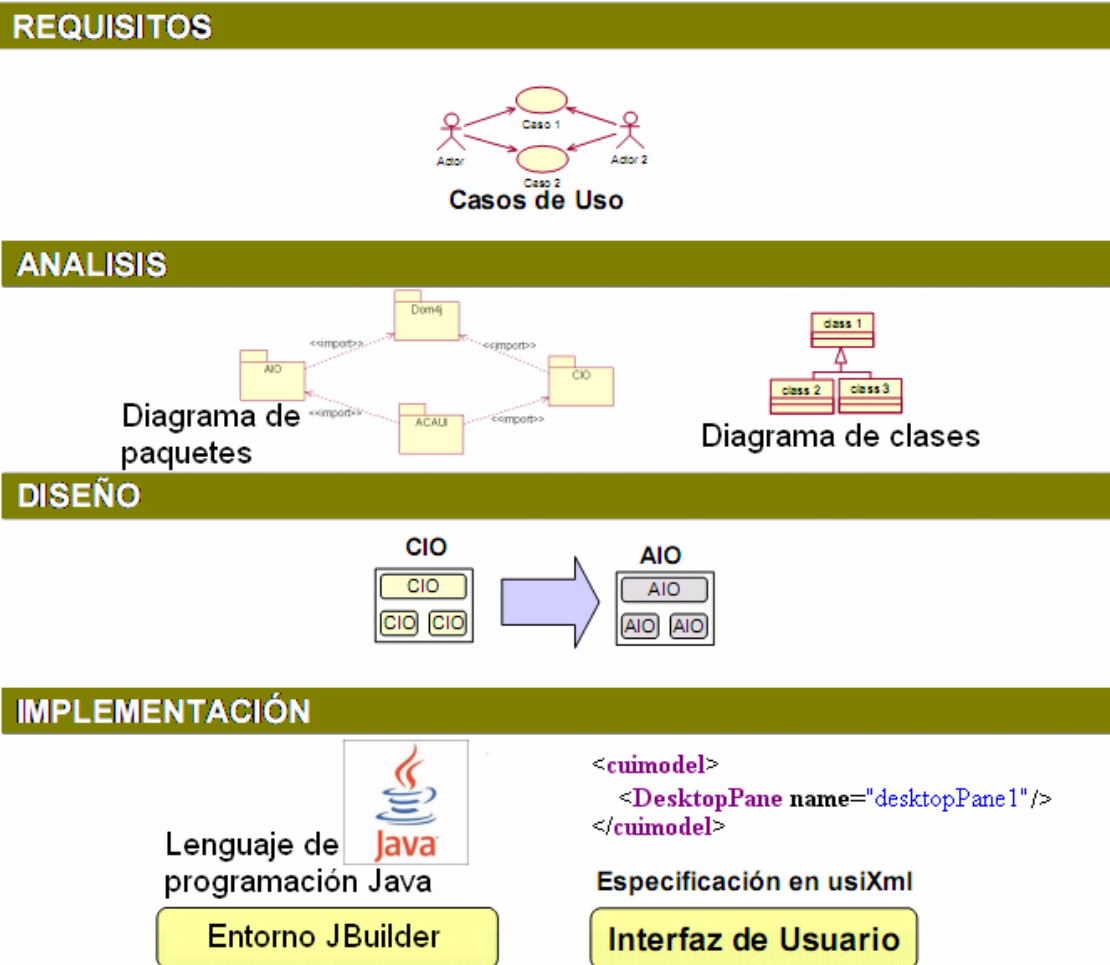 REQUISITOS
Caso 1
Actor
Actor 2
Caso 2
Casos de Uso
ANALISIS
Dom4j
<<import>>
<<import>>
AIO
CIO
<<import>>
ACAUI
<<import>>
Diagrama de
paquetes
class 1
class 2
class 3
Diagrama de clases
DISEÑO
CIO
CIO
CIO
CIO
AIO
AIO
AIO
AIO
IMPLEMENTACIÓN
Java
Lenguaje de
programación Java
Entorno JBuilder
<cuimodel>
<DesktopPane name="desktopPane1"/>
</cuimodel>
Especificación en usiXml
Interfaz de Usuario